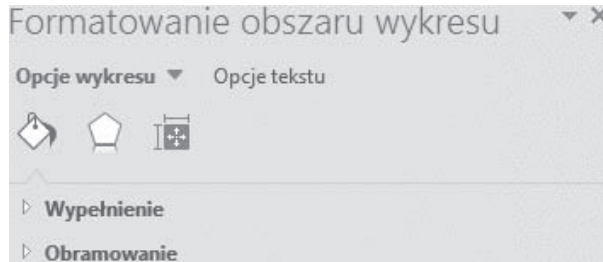 Formatowanie obszaru wykresu
Opcje wykresu Opcje tekstu
Wypełnienie
Obramowanie